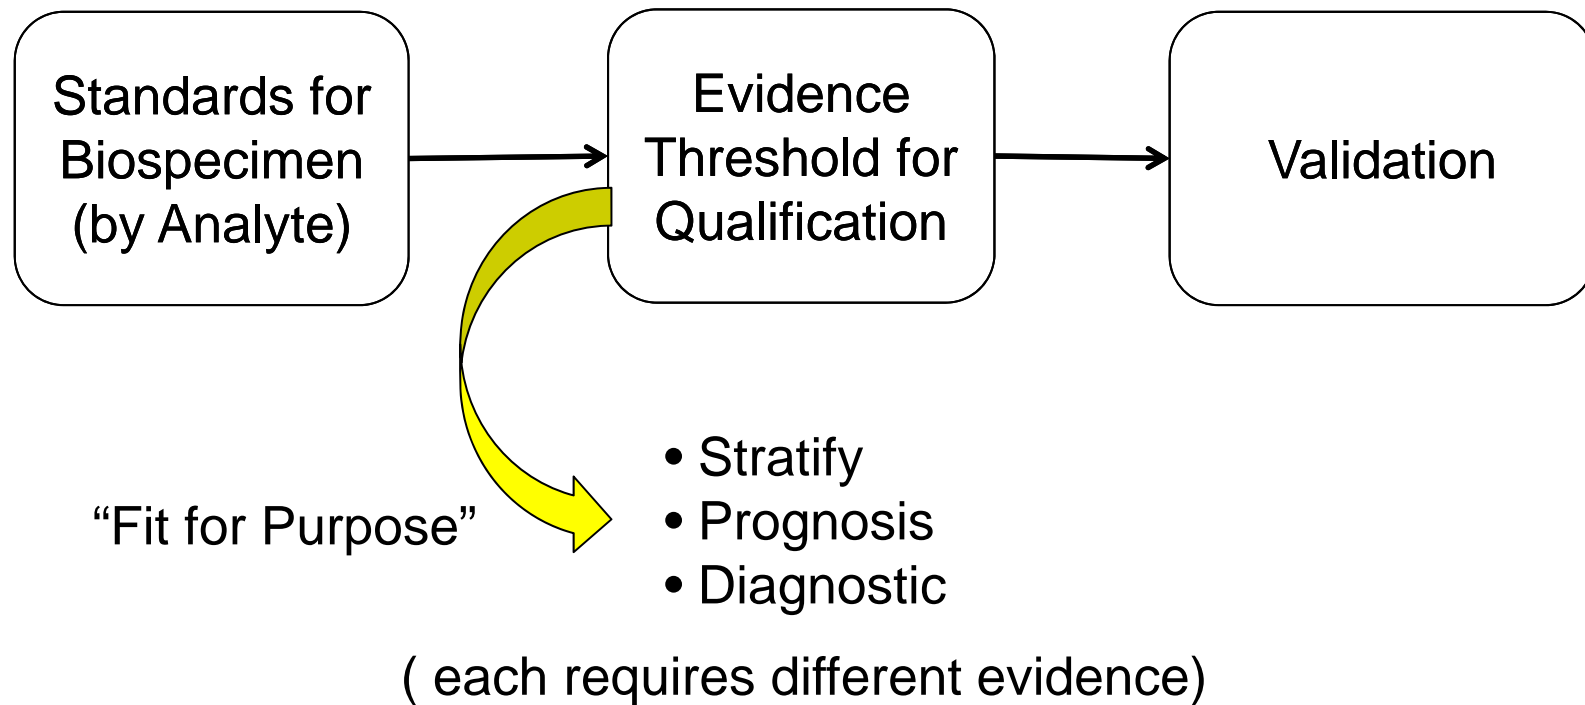 Standards for
Biospecimen
(by Analyte)
Evidence
Threshold for
Qualification
Validation
“Fit for Purpose”
• Stratify
• Prognosis
• Diagnostic
( each requires different evidence)